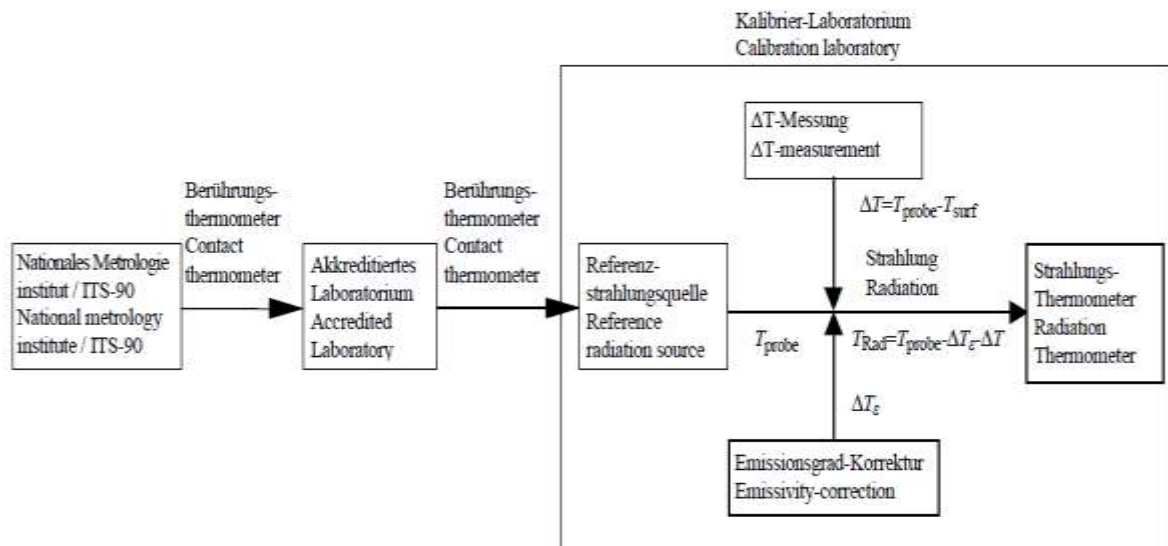 Kalibrier-Laboratorium
Calibration laboratory
ΔT-Messung
ΔT-measurement
Berührungs-
thermometer
Contact
thermometer
Berührungs-
thermometer
Contact
thermometer
ΔT=Tprobe-Tsurf
Nationales Metrologie
institut / ITS-90
National metrology
institute / ITS-90
Akkreditiertes
Laboratorium
Accredited
Laboratory
Referenz-
strahlungsquelle
Reference
radiation source
Strahlung
Radiation
Strahlungs-
Thermometer
Radiation
Thermometer
Tprobe
TRad=Tprobe-ΔTε-ΔT
ΔTε
Emissionsgrad-Korrektur
Emissivity-correction